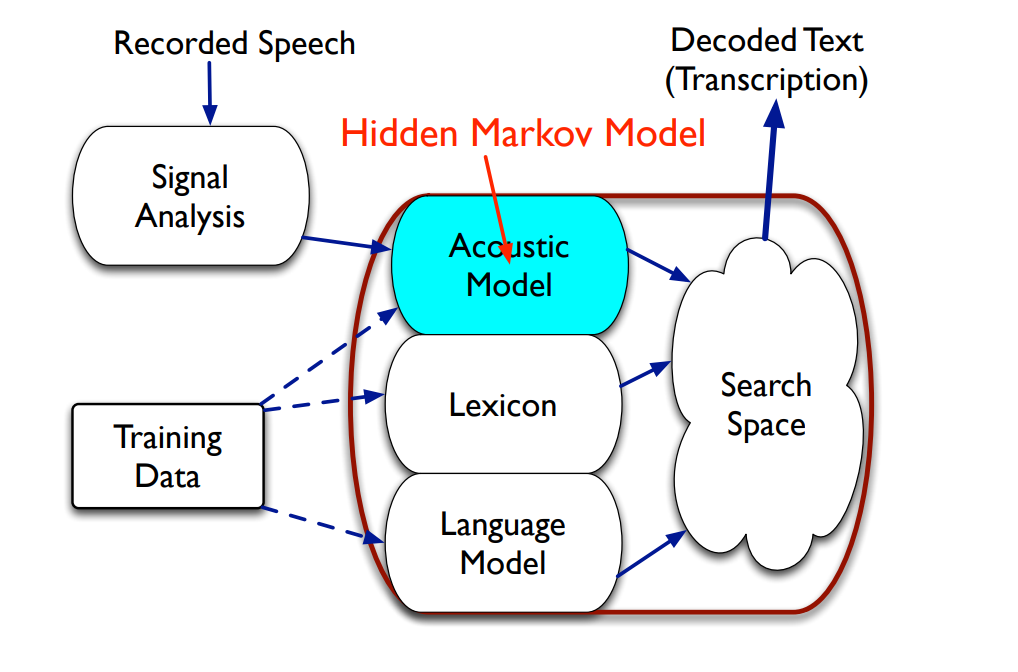 Recorded Speech
Decoded Text
(Transcription)
Hidden Markov Model
Signal
Analysis
Acoustic
Model
Lexicon
Search
Space
Training
Data
Language
Model